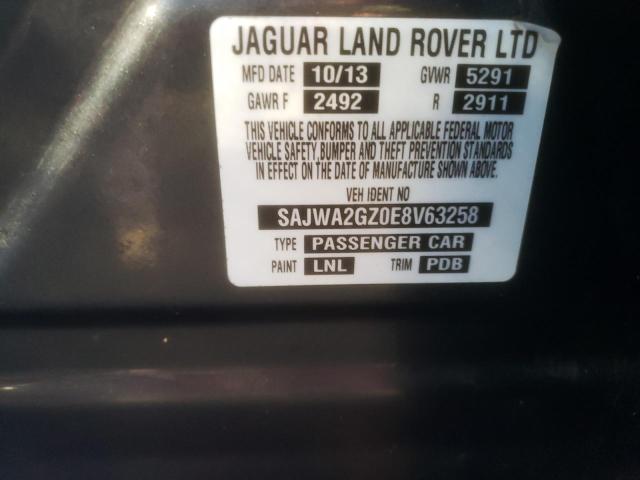 JAGUAR LAND ROVER LTD
MFD DATE 10/13 GVWR 5291
GAWR F 2492 R 2911
THIS VEHICLE CONFORMS TO ALL APPLICABLE FEDERAL MOTOR
VEHICLE SAFETY, BUMPER AND THEFT PREVENTION STANDARDS
IN EFFECT ON THE DATE OF MANUFACTURE SHOWN ABOVE.
VEH IDENT NO
SAJWA2GZ0E8V63258
TYPE PASSENGER CAR
PAINT LNL TRIM PDB